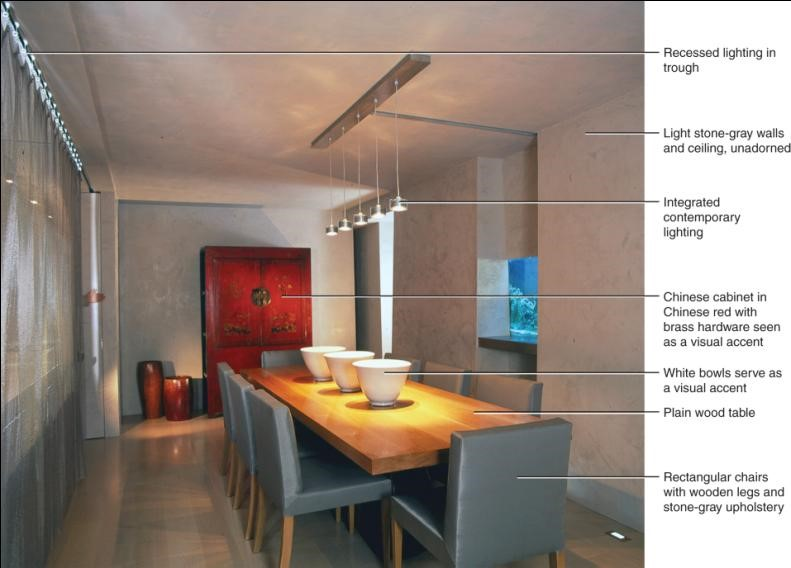 Recessed lighting in
trough
Light stone-gray walls
and ceiling, unadorned
Integrated
contemporary
lighting
Chinese cabinet in
Chinese red with
brass hardware seen
as a visual accent
White bowls serve as
a visual accent
Plain wood table
Rectangular chairs
with wooden legs and
stone-gray upholstery